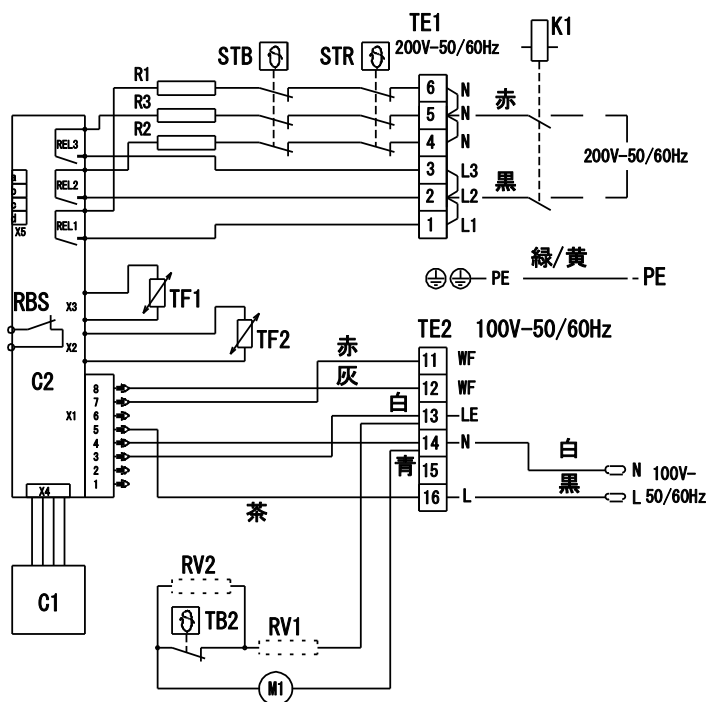 TE1
200V-50/60Hz
K1
STB
STR
R1
R3
R2
6 N
5 N
4 N
3 L3
2 L2
1 L1
赤
黒
200V-50/60Hz
REL3
REL2
REL1
a
b
c
d
X5
緑/黄
PE
PE
RBS
X3
X2
TF1
TF2
TE2 100V-50/60Hz
赤
灰
白
青
茶
11 WF
12 WF
13 LE
14 N
15
16 L
白
黒
N 100V-
L 50/60Hz
C2
X1
8
7
6
5
4
3
2
1
X4
C1
RV2
TB2
RV1
M1